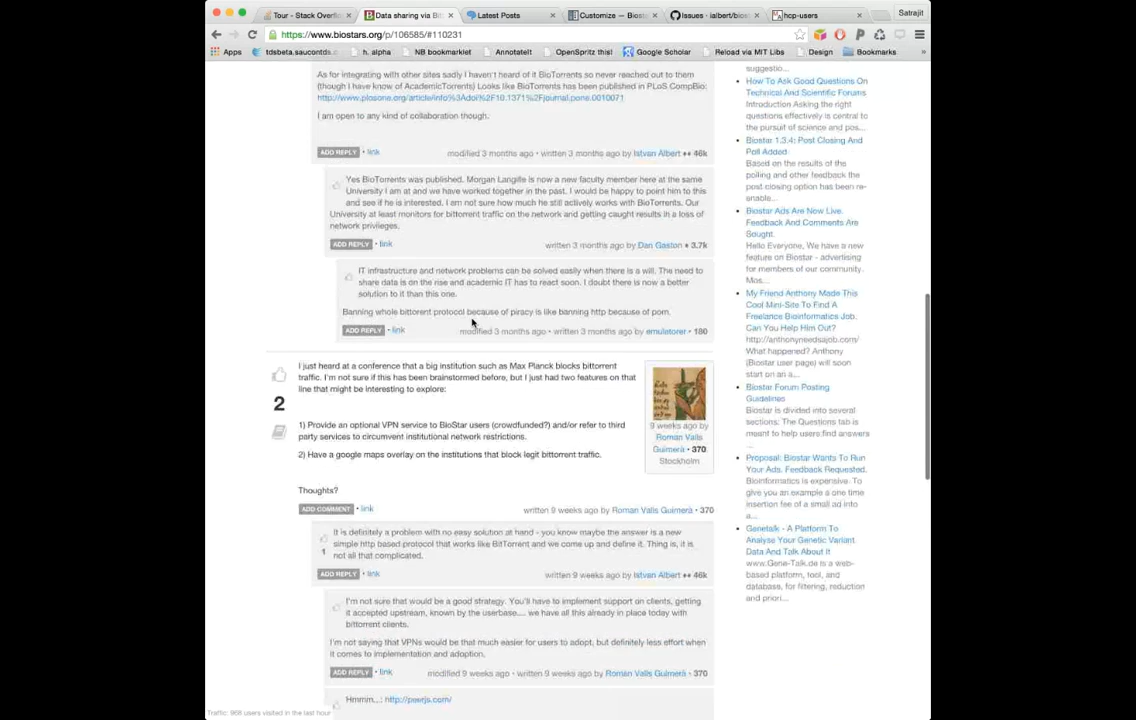 Tour - Stack Overfl
Data sharing via Bi
Latest Posts
Customize — Bios
Issues · ialbert/bios
hcp-users
Satrajit
https://www.biostars.org/p/106585/#110231
Apps
tdsbeta.saucontds.c
h. alpha
NB bookmarklet
AnnotateIt
OpenSpritz this!
Google Scholar
Reload via MIT Libs
Design
Bookmarks
»
As for integrating with other sites sadly I haven't heard of it BioTorrents so never reached out to them
(though I have know of AcademicTorrents) Looks like BioTorrents has been published in PLoS CompBio:
http://www.plosone.org/article/info%3Adoi%2F10.1371%2Fjournal.pone.0010071
I am open to any kind of collaboration though.
ADD REPLY • link
modified 3 months ago • written 3 months ago by Istvan Albert ♦♦ 46k
Yes BioTorrents was published. Morgan Langille is now a new faculty member here at the same
University I am at and we have worked together in the past. I would be happy to point him to this
and see if he is interested. I am not sure how much he still actively works with BioTorrents. Our
University at least monitors for bittorrent traffic on the network and getting caught results in a loss of
network privileges.
ADD REPLY • link
written 3 months ago by Dan Gaston ♦ 3.7k
IT infrastructure and network problems can be solved easily when there is a will. The need to
share data is on the rise and academic IT has to react soon. I doubt there is now a better
solution to it than this one.
Banning whole bittorent protocol because of piracy is like banning http because of porn.
ADD REPLY • link
modified 3 months ago • written 3 months ago by emulatorer • 180
I just heard at a conference that a big institution such as Max Planck blocks bittorrent
traffic. I'm not sure if this has been brainstormed before, but I just had two features on that
line that might be interesting to explore:
2
1) Provide an optional VPN service to BioStar users (crowdfunded?) and/or refer to third
party services to circumvent institutional network restrictions.
2) Have a google maps overlay on the institutions that block legit bittorrent traffic.
9 weeks ago by
Roman Valls
Guimerà • 370
Stockholm
Thoughts?
ADD COMMENT • link
written 9 weeks ago by Roman Valls Guimerà • 370
It is definitely a problem with no easy solution at hand - you know maybe the answer is a new
simple http based protocol that works like BitTorrent and we come up and define it. Thing is, it is
not all that complicated.
1
ADD REPLY • link
written 9 weeks ago by Istvan Albert ♦♦ 46k
I'm not sure that would be a good strategy. You'll have to implement support on clients, getting
it accepted upstream, known by the userbase.... we have all this already in place today with
bittorrent clients.
I'm not saying that VPNs would be that much easier for users to adopt, but definitely less effort when
it comes to implementation and adoption.
ADD REPLY • link
modified 9 weeks ago • written 9 weeks ago by Roman Valls Guimerà • 370
Hmmm...: http://peerjs.com/
suggestio...
How To Ask Good Questions On
Technical And Scientific Forums
Introduction Asking the right
questions effectively is central to
the pursuit of science and pos...
Biostar 1.3.4: Post Closing And
Poll Added
Based on the results of the
polling and other feedback the
post closing option has been re-
enable...
Biostar Ads Are Now Live.
Feedback And Comments Are
Sought.
Hello Everyone, We have a new
feature on Biostar - advertising
for members of our community.
Mos...
My Friend Anthony Made This
Cool Mini-Site To Find A
Freelance Bioinformatics Job.
Can You Help Him Out?
http://anthonyneedsajob.com/
What happened? Anthony
(Biostar user page) will soon
start on an a...
Biostar Forum Posting
Guidelines
Biostar is divided into several
sections: The Questions tab is
meant to help users find answers
...
Proposal: Biostar Wants To Run
Your Ads. Feedback Requested.
Bioinformatics is expensive. To
give you an example a one time
insertion fee of a small ad into
a...
Genetalk - A Platform To
Analyse Your Genetic Variant
Data And Talk About It
www.Gene-Talk.de is a web-
based platform, tool, and
database, for filtering, reduction
and priori...
Traffic: 968 users visited in the last hour